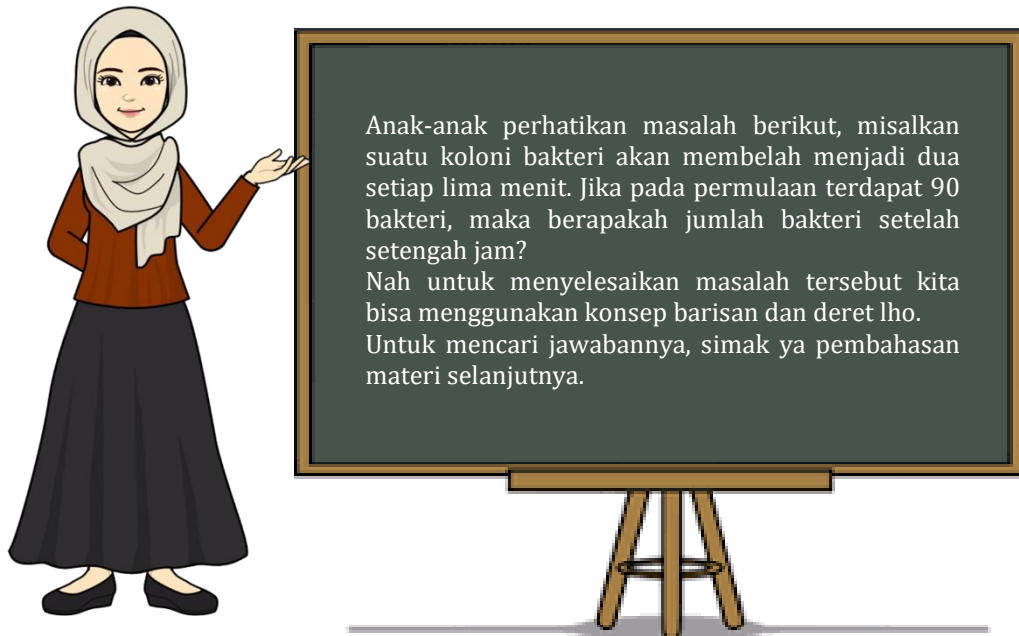 Anak-anak perhatikan masalah berikut, misalkan
suatu koloni bakteri akan membelah menjadi dua
setiap lima menit. Jika pada permulaan terdapat 90
bakteri, maka berapakah jumlah bakteri setelah
setengah jam?
Nah untuk menyelesaikan masalah tersebut kita
bisa menggunakan konsep barisan dan deret lho.
Untuk mencari jawabannya, simak ya pembahasan
materi selanjutnya.